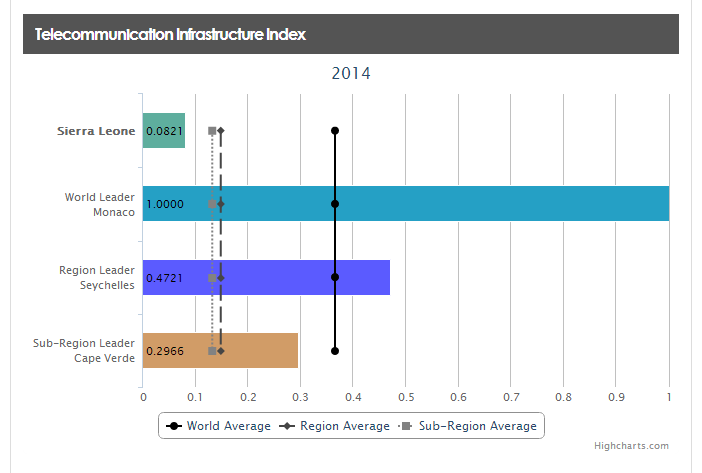 Telecommunication Infrastructure Index
2014
Sierra Leone
0.0821
World Leader
Monaco
1.0000
Region Leader
Seychelles
0.4721
Sub-Region Leader
Cape Verde
0.2966
0 0.1 0.2 0.3 0.4 0.5 0.6 0.7 0.8 0.9 1
World Average Region Average Sub-Region Average
Highcharts.com